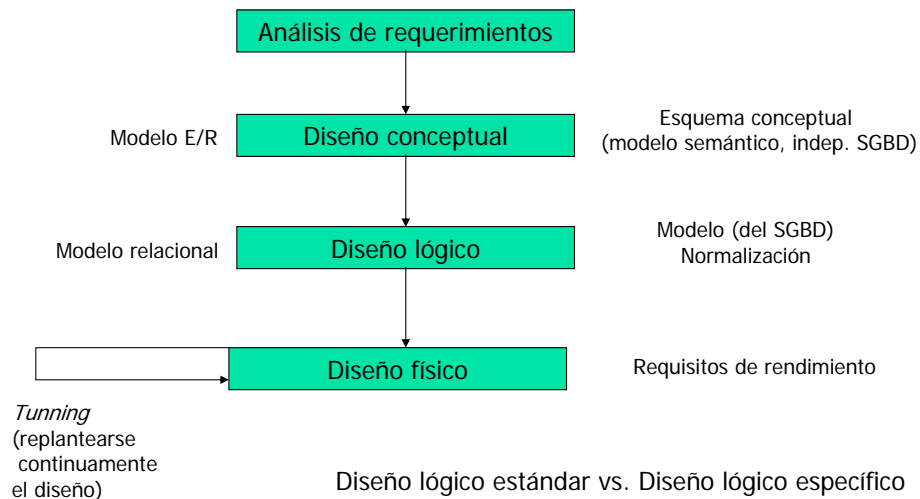 Análisis de requerimientos
Modelo E/R
Diseño conceptual
Esquema conceptual
(modelo semántico, indep. SGBD)
Modelo relacional
Diseño lógico
Modelo (del SGBD)
Normalización
Diseño físico
Requisitos de rendimiento
Tunning
(replantearse
continuamente
el diseño)
Diseño lógico estándar vs. Diseño lógico específico